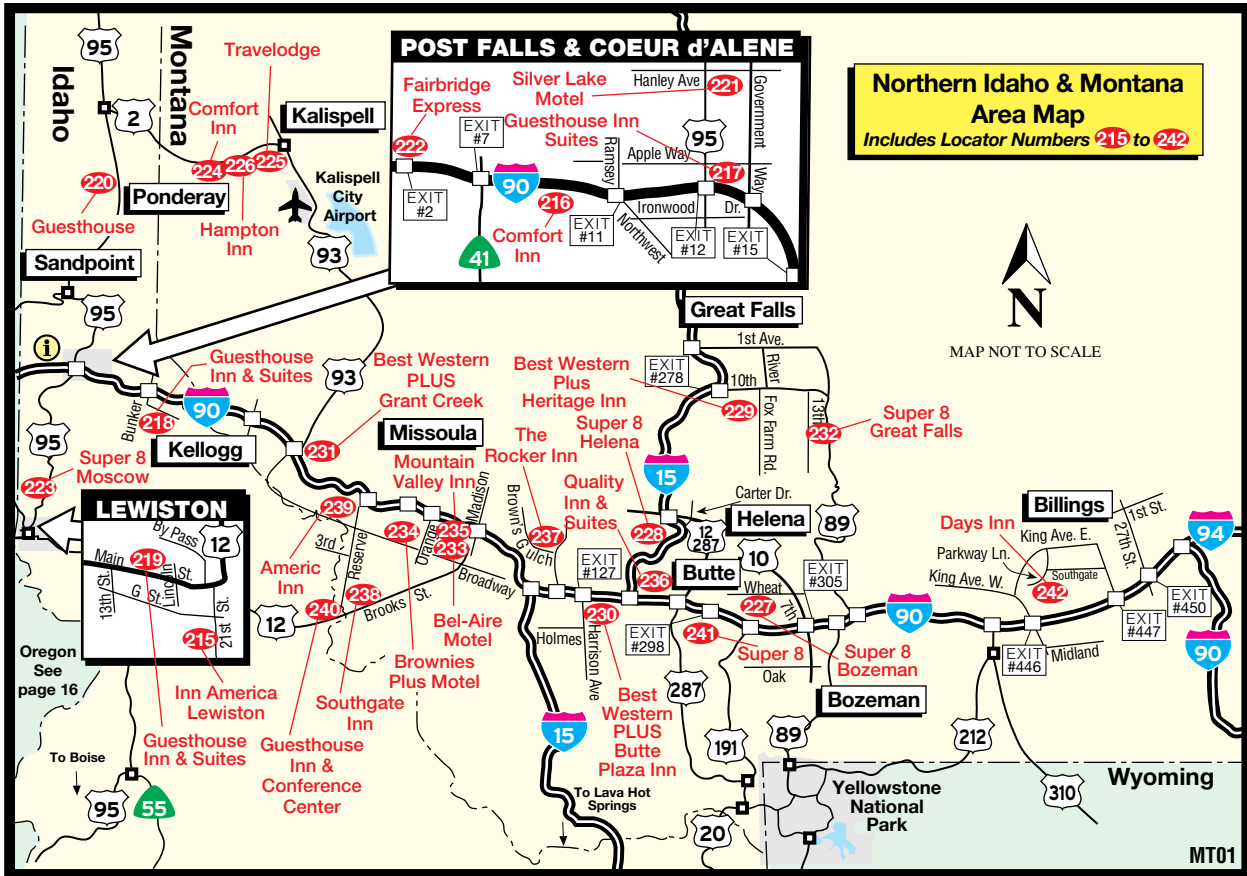 95
Montana
Idaho
2
Travelodge
Comfort
Inn
Kalispell
224
226
225
220
Ponderay
Guesthouse
Hampton
Inn
Kalispell
City
Airport
93
Sandpoint
95
POST FALLS & COEUR d'ALENE
Fairbridge
Express
222
EXIT
#2
EXIT
#7
41
90
Silver Lake
Motel
Hanley Ave
221
Guesthouse Inn
Suites
95
Government
Way
Ramsey
Apple Way
217
216
Comfort
Inn
EXIT
#11
Northwest
Ironwood
Dr.
EXIT
#12
EXIT
#15
Northern Idaho & Montana
Area Map
Includes Locator Numbers 215 to 242
N
MAP NOT TO SCALE
i
Guesthouse
Inn & Suites
Bunker
218
90
Kellogg
93
Best Western
PLUS
Grant Creek
231
Missoula
95
Super 8
Moscow
223
LEWISTON
By Pass
12
Main
219
St.
Lincoln
13th St.
G St.
21st St.
215
Oregon
See
page 16
Inn America
Lewiston
Guesthouse
Inn & Suites
To Boise
95
55
239
Americ
Inn
3rd
Reserve
12
240
238
Brooks St.
Guesthouse
Inn &
Conference
Center
Southgate
Inn
Mountain
Valley Inn
234
Orange
235
233
Madison
Broadway
Bel-Aire
Motel
Brownies
Plus Motel
The
Rocker Inn
Brown's Gulch
237
Quality
Inn &
Suites
EXIT
#127
236
Holmes
230
Harrison Ave
Best
Western
PLUS
Butte
Plaza Inn
15
To Lava Hot
Springs
Great Falls
1st Ave.
EXIT
#278
River
10th
Best Western
Plus
Heritage Inn
229
Fox Farm Rd.
13th
232
Super 8
Great Falls
Super 8
Helena
15
228
Carter Dr.
12
287
Helena
89
Butte
10
EXIT
#305
Wheat
227
7th
EXIT
#298
241
Super 8
Super 8
Bozeman
Oak
Bozeman
287
191
89
20
Yellowstone
National
Park
Billings
1st St.
27th St.
King Ave. E.
Days Inn
Parkway Ln.
Southgate
King Ave. W.
242
94
90
EXIT
#450
EXIT
#447
EXIT
#446
Midland
90
212
310
Wyoming
MT01